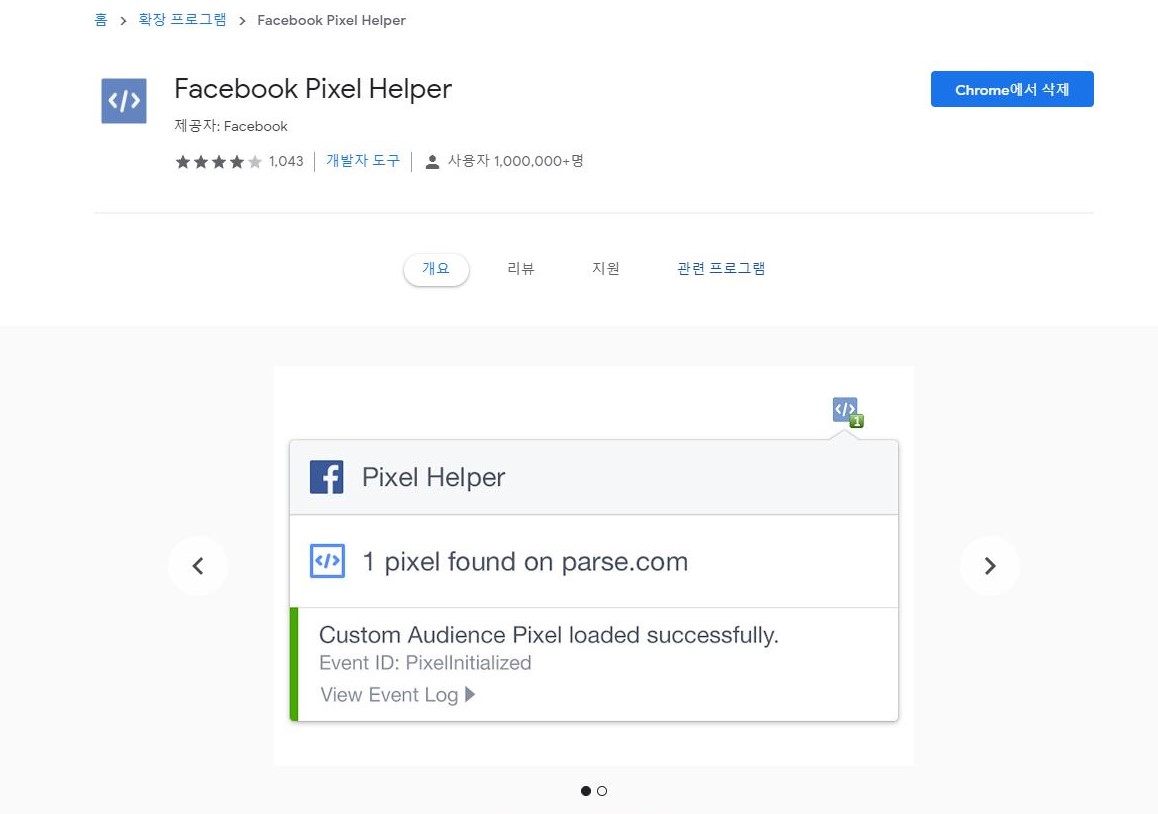 홈 > 확장 프로그램 > Facebook Pixel Helper
Facebook Pixel Helper
Chrome에서 삭제
제공자: Facebook
1,043 개발자 도구 사용자 1,000,000+명
개요 리뷰 지원 관련 프로그램
</>
1
Pixel Helper
1 pixel found on parse.com
Custom Audience Pixel loaded successfully.
Event ID: PixelInitialized
View Event Log